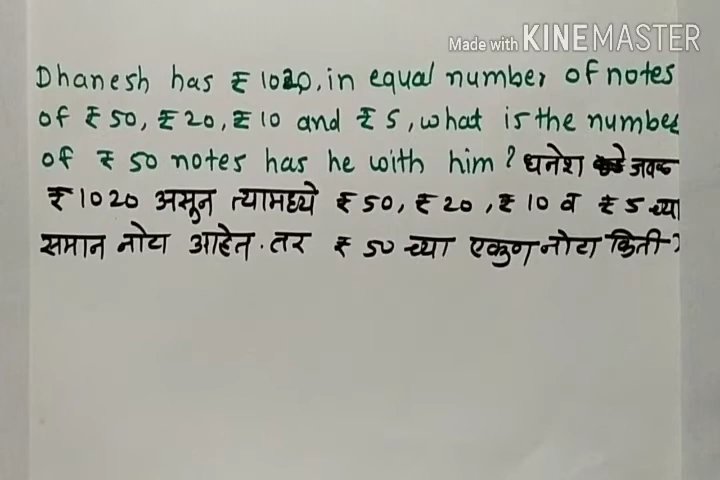 Made with KINEMASTER
Dhanesh has ₹ 1020, in equal number of notes
of ₹ 50, ₹ 20, ₹ 10 and ₹ 5, what is the number
of ₹ 50 notes has he with him? धनेश जवळ
₹ 1020 असून त्यामध्ये ₹ 50, ₹ 20, ₹ 10 व ₹ 5 च्या
समान नोटा आहेत. तर ₹ 50 च्या एकुण नोटा किती?